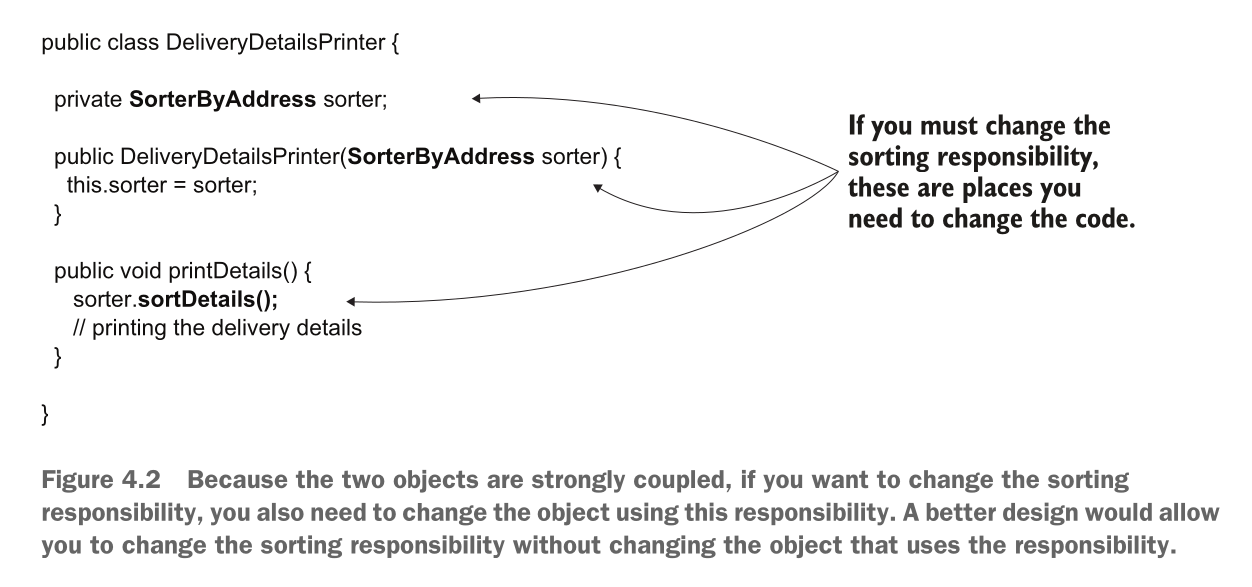 public class DeliveryDetailsPrinter {
private SorterByAddress sorter;
public DeliveryDetailsPrinter(SorterByAddress sorter) {
this.sorter = sorter;
}
public void printDetails() {
sorter.sortDetails();
// printing the delivery details
}
}
If you must change the
sorting responsibility,
these are places you
need to change the code.
Figure 4.2 Because the two objects are strongly coupled, if you want to change the sorting
responsibility, you also need to change the object using this responsibility. A better design would allow
you to change the sorting responsibility without changing the object that uses the responsibility.